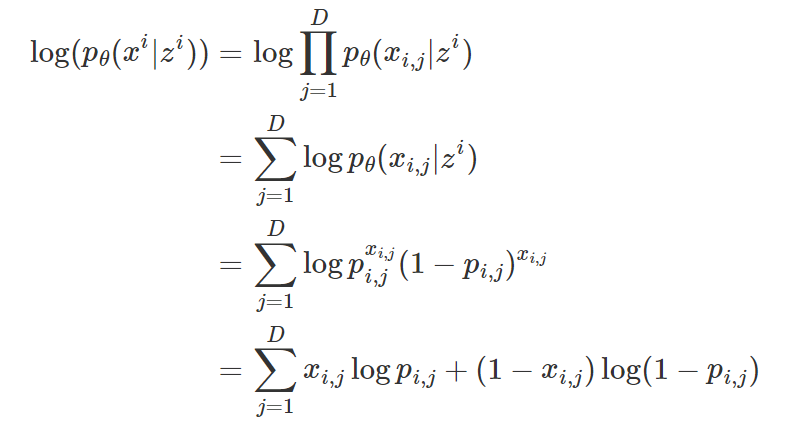 log(p_θ(x^i|z^i)) = log ∏_{j=1}^{D} p_θ(x_{i,j}|z^i)
= ∑_{j=1}^{D} log p_θ(x_{i,j}|z^i)
= ∑_{j=1}^{D} log p_{i,j}^{x_{i,j}} (1 − p_{i,j})^{x_{i,j}}
= ∑_{j=1}^{D} x_{i,j} log p_{i,j} + (1 − x_{i,j}) log(1 − p_{i,j})